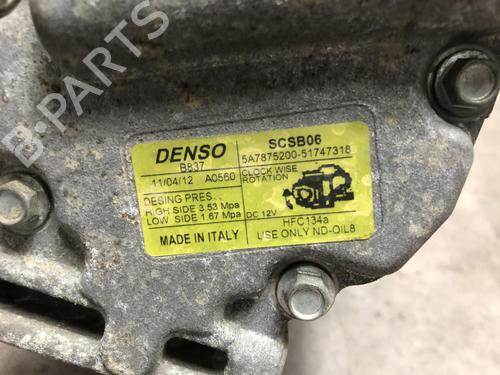 DENSO
B837
11/04/12 A0560
DESING PRES.
HIGH SIDE 3.53 Mpa
LOW SIDE 1.67 Mpa
MADE IN ITALY
SCSB06
5A7875200-51747318
CLOCK WISE
ROTATION
DC 12V
HFC134a
USE ONLY ND-OIL8
B-PARTS